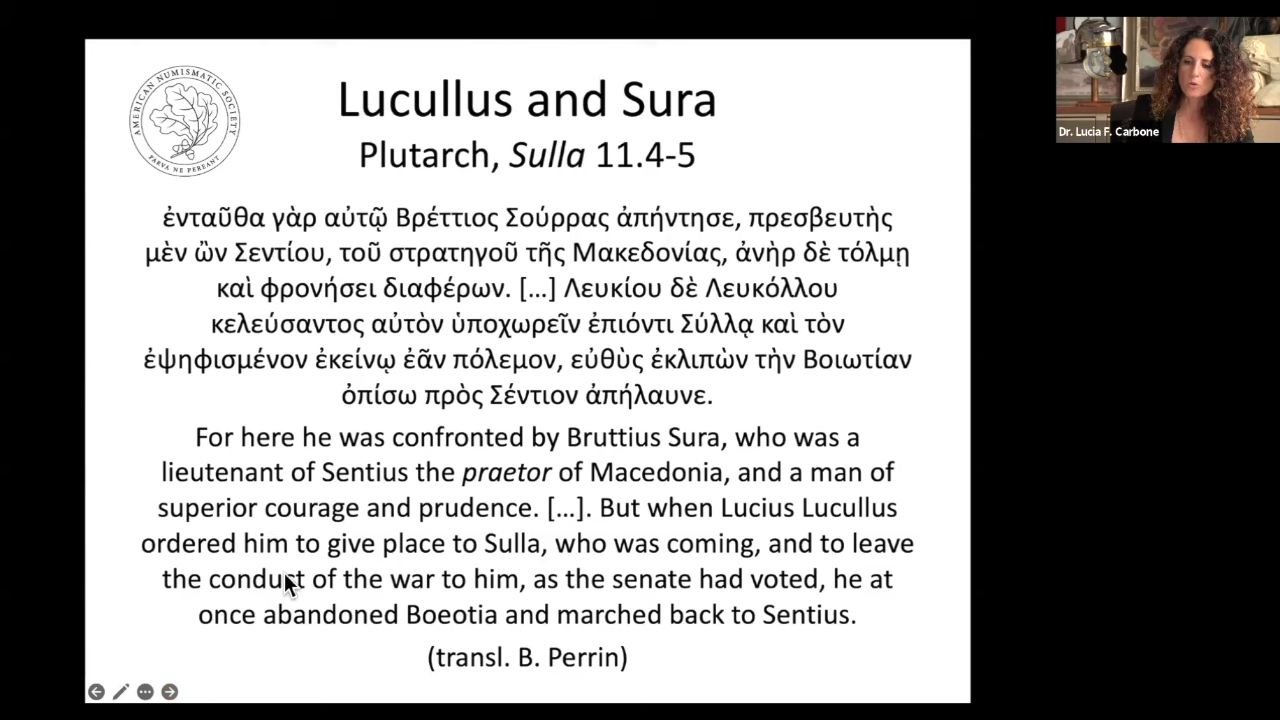 AMERICAN NUMISMATIC SOCIETY
PARVA NE PEREANT
Lucullus and Sura
Plutarch, Sulla 11.4-5
ἐνταῦθα γὰρ αὐτῷ Βρέττιος Σούρρας ἀπήντησε, πρεσβευτὴς
μὲν ὢν Σεντίου, τοῦ στρατηγοῦ τῆς Μακεδονίας, ἀνὴρ δὲ τόλμῃ
καὶ φρονήσει διαφέρων. [...] Λευκίου δὲ Λευκόλλου
κελεύσαντος αὐτὸν ὑποχωρεῖν ἐπιόντι Σύλλᾳ καὶ τὸν
ἐψηφισμένον ἐκείνῳ ἐᾶν πόλεμον, εὐθὺς ἐκλιπὼν τὴν Βοιωτίαν
ὀπίσω πρὸς Σέντιον ἀπήλαυνε.
For here he was confronted by Bruttius Sura, who was a
lieutenant of Sentius the praetor of Macedonia, and a man of
superior courage and prudence. [...]. But when Lucius Lucullus
ordered him to give place to Sulla, who was coming, and to leave
the conduct of the war to him, as the senate had voted, he at
once abandoned Boeotia and marched back to Sentius.
(transl. B. Perrin)
Dr. Lucia F. Carbone